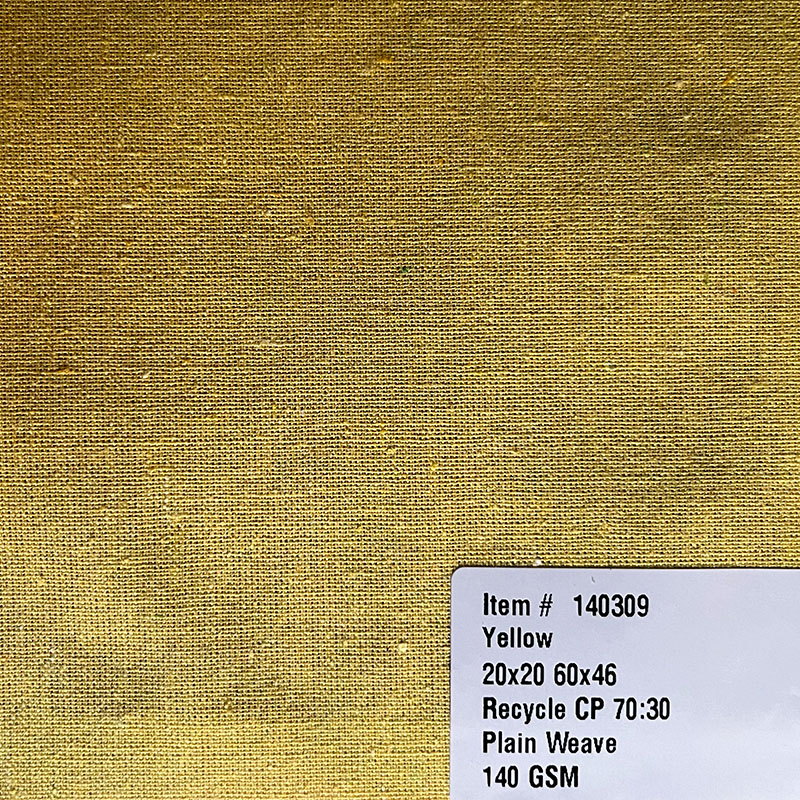 Item # 140309
Yellow
20x20 60x46
Recycle CP 70:30
Plain Weave
140 GSM